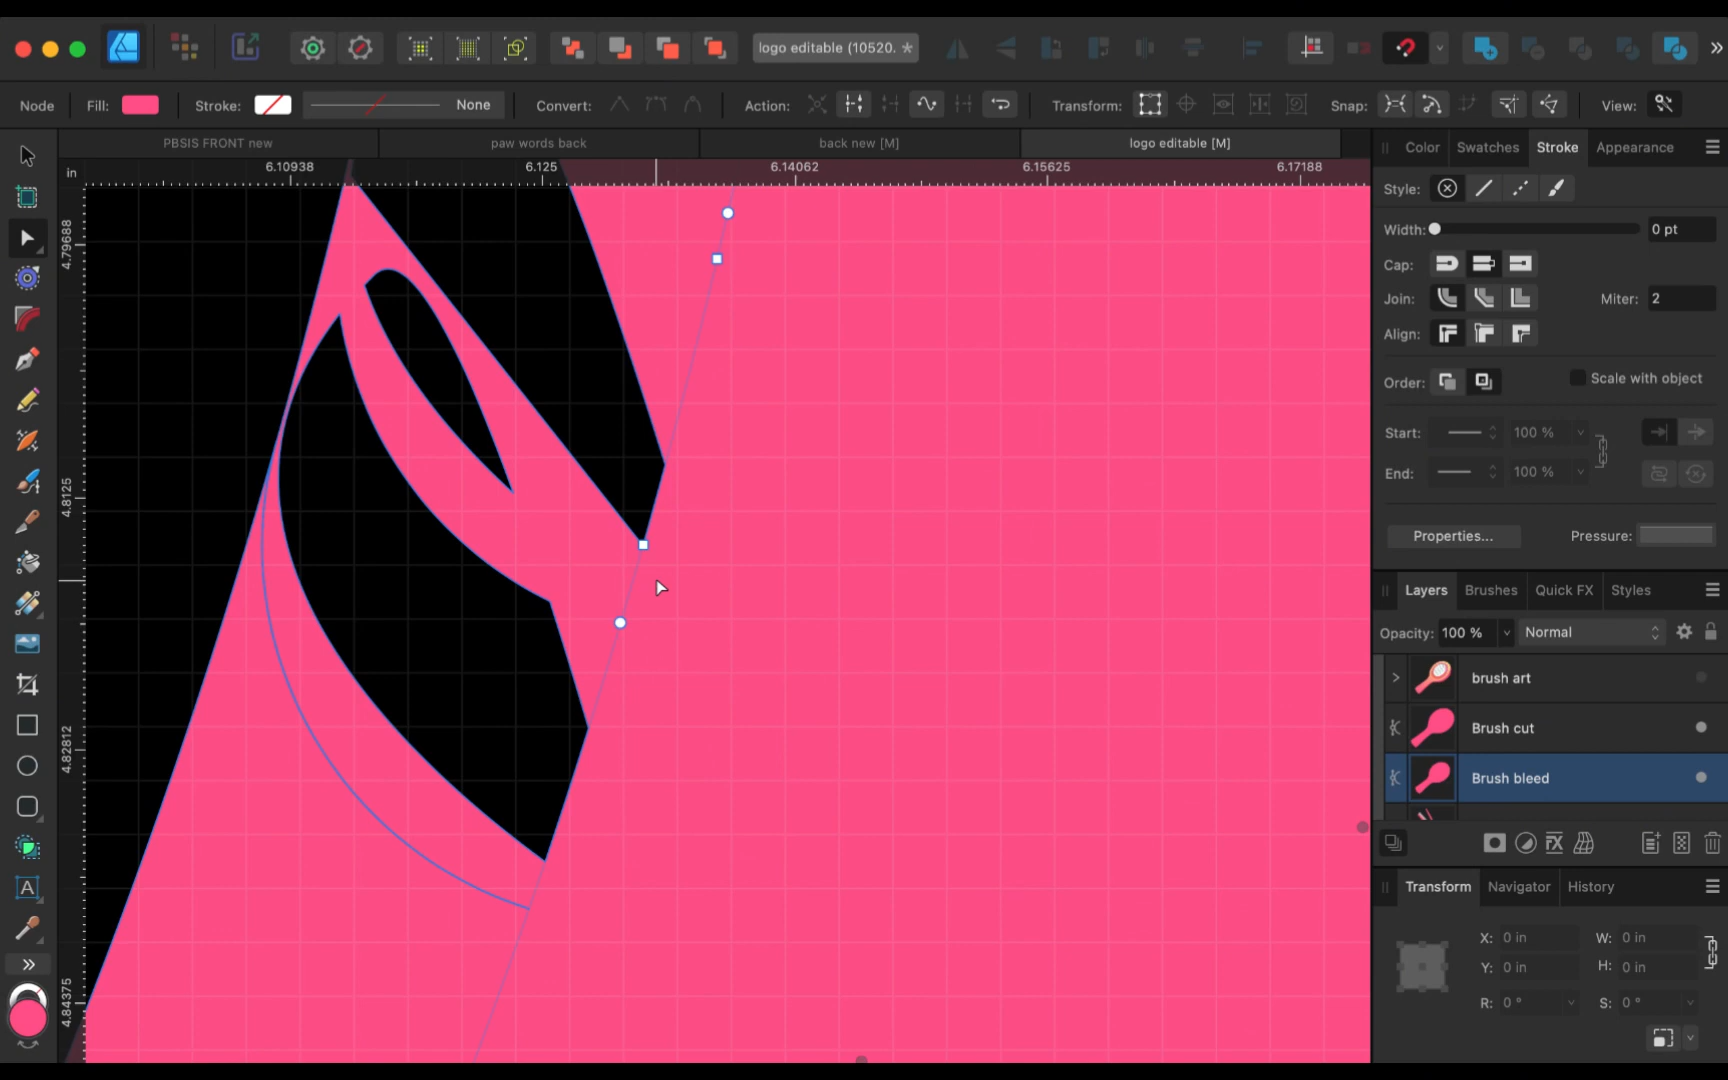 logo editable (10520. *
Node Fill: Stroke: None Convert: Action: Transform: Snap: View:
PBSIS FRONT new paw words back back new [M] logo editable [M]
in 6.10938 6.125 6.14062 6.15625 6.17188
4.79688
4.8125
4.82812
4.84375
A
Color Swatches Stroke Appearance
Style:
Width: 0 pt
Cap:
Join: Miter: 2
Align:
Order: Scale with object
Start: 100 %
End: 100 %
Properties... Pressure:
Layers Brushes Quick FX Styles
Opacity: 100 % Normal
brush art
Brush cut
Brush bleed
FX
Transform Navigator History
X: 0 in W: 0 in
Y: 0 in H: 0 in
R: 0 ° S: 0 °